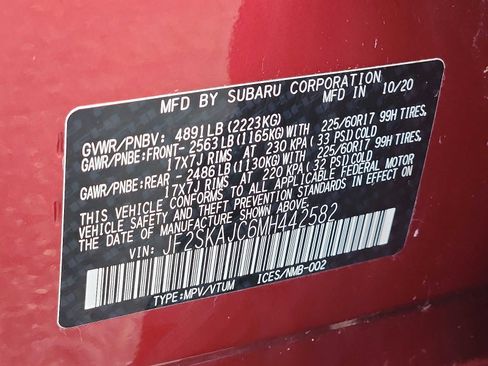 MFD BY SUBARU CORPORATION 10/20
MFD/FAB IN JAPAN
GVWR/PNBV: 4891LB(2223KG)
GAWR/PNBE:FRONT-2563LB(1165KG)WITH 225/60R17 99H TIRES,
17X7J RIMS AT 230 KPA(33 PSI)COLD
GAWR/PNBE:REAR -2486LB(1130KG)WITH 225/60R17 99H TIRES,
17X7J RIMS AT 220 KPA(32 PSI)COLD
THIS VEHICLE CONFORMS TO ALL APPLICABLE FEDERAL MOTOR
VEHICLE SAFETY AND THEFT PREVENTION STANDARDS IN EFFECT ON
THE DATE OF MANUFACTURE SHOWN ABOVE.
VIN: JF2SKAJC6MH442582
TYPE:MPV/VTUM ICES/NMB-002